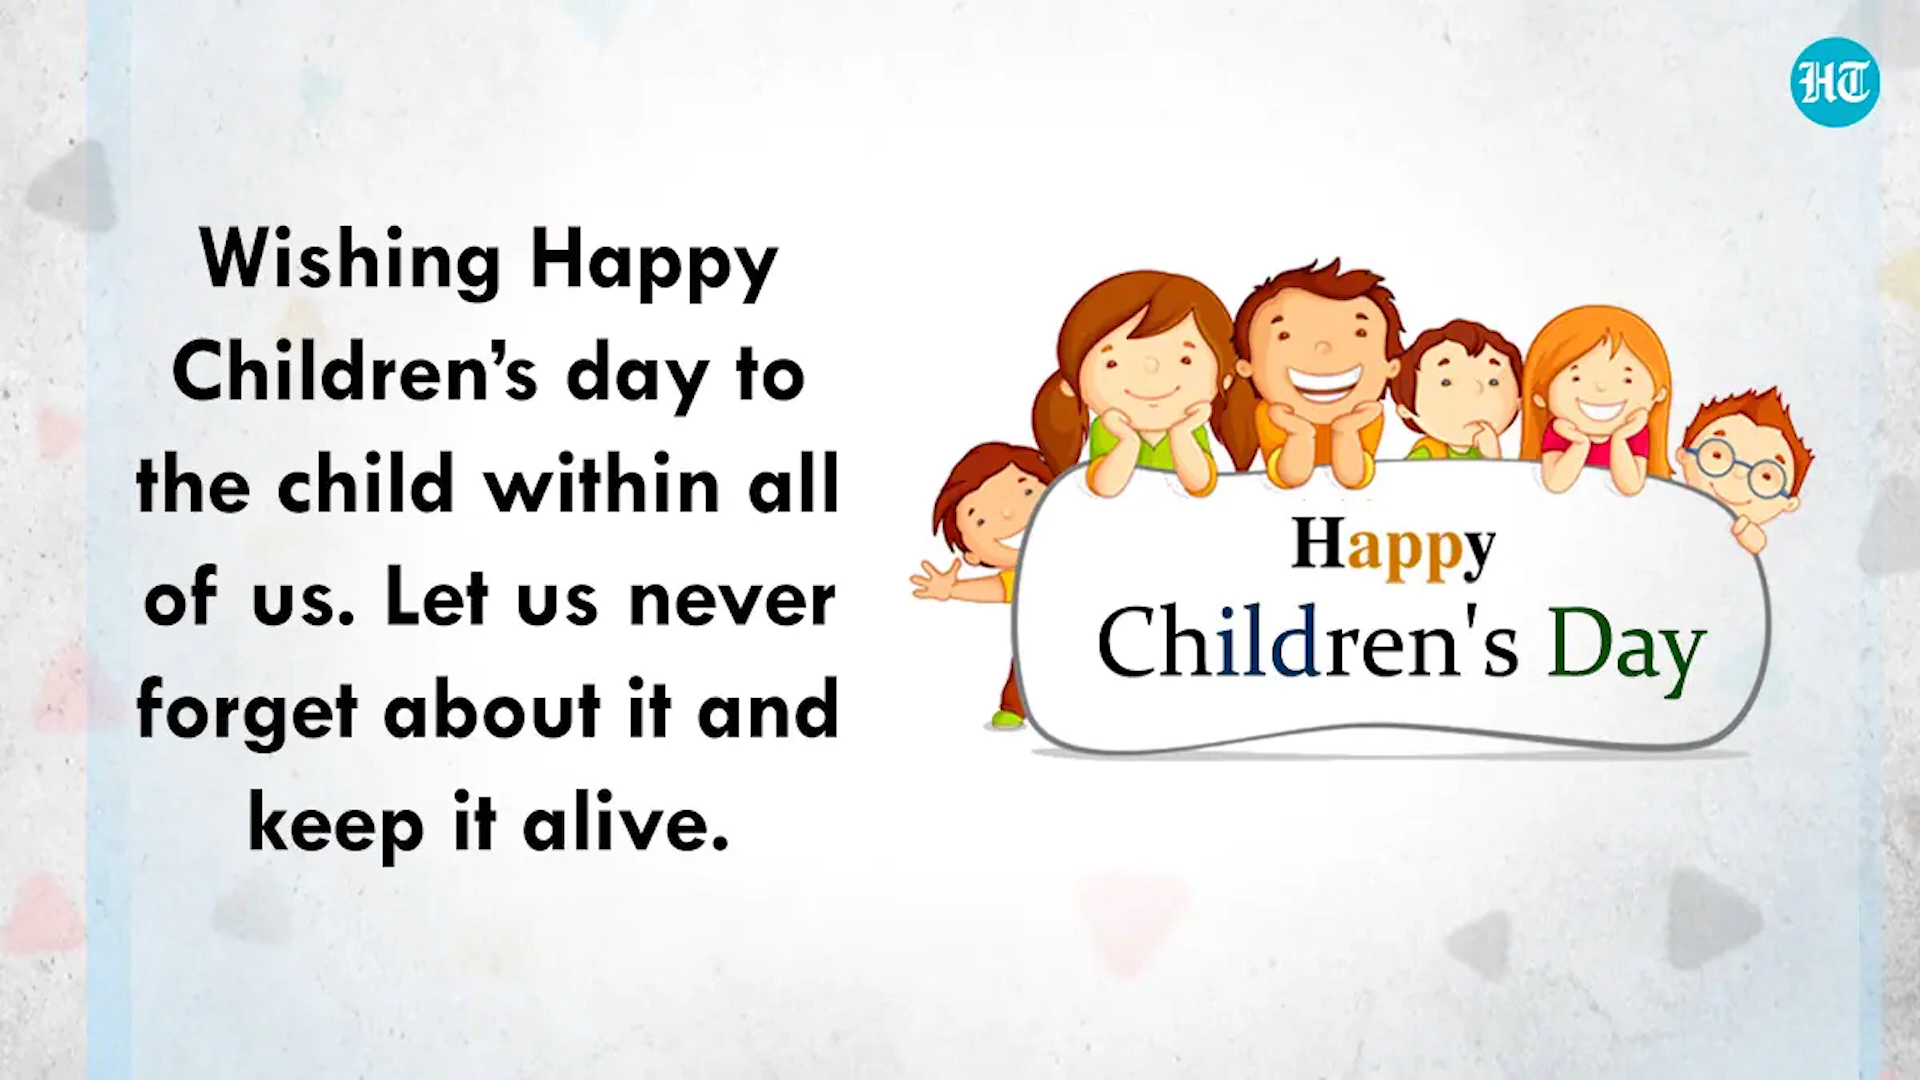 HT
Wishing Happy
Children’s day to
the child within all
of us. Let us never
forget about it and
keep it alive.
Happy
Children's Day